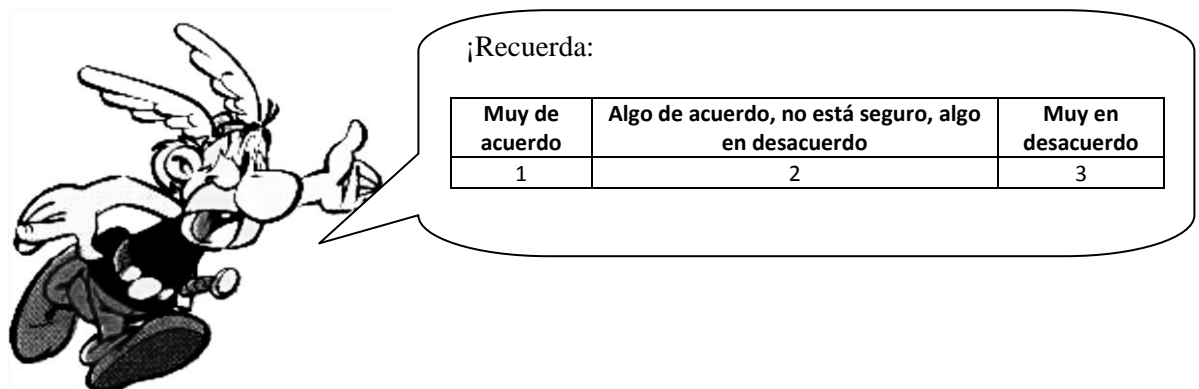 ¡Recuerda:
Muy de acuerdo Algo de acuerdo, no está seguro, algo en desacuerdo Muy en desacuerdo
1 2 3